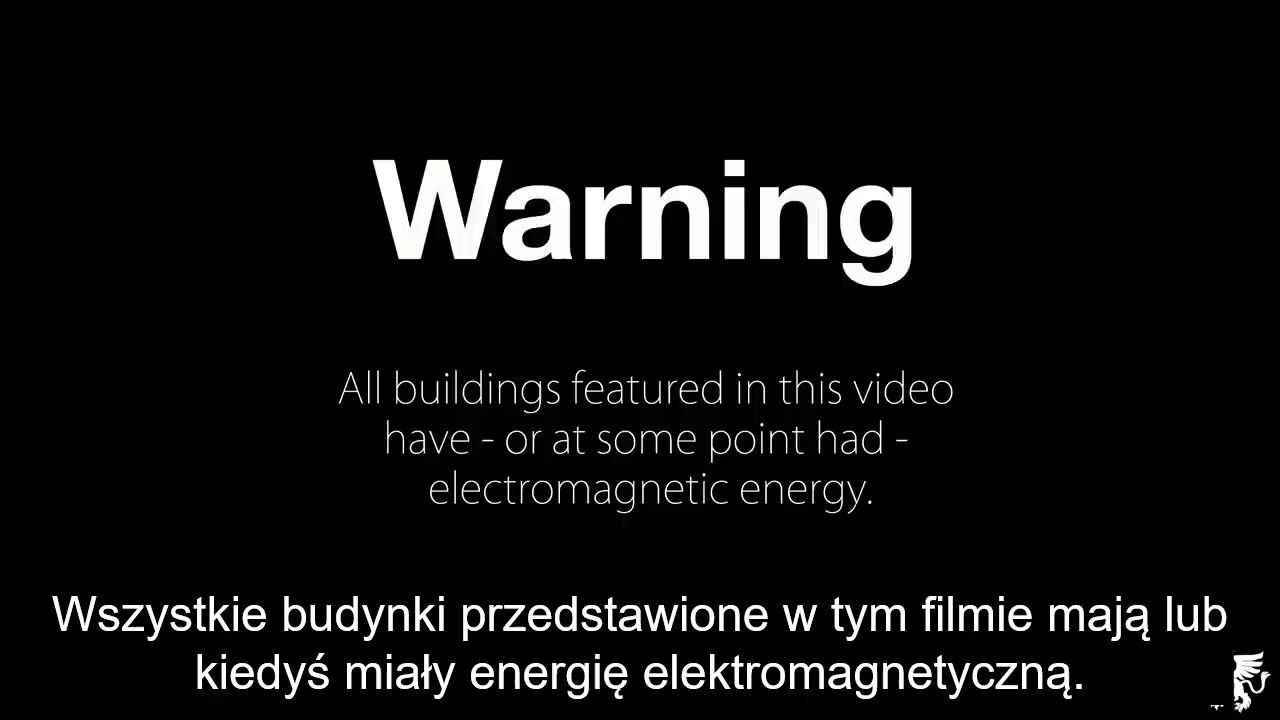 Warning
All buildings featured in this video
have - or at some point had -
electromagnetic energy.
Wszystkie budynki przedstawione w tym filmie mają lub
kiedyś miały energię elektromagnetyczną.